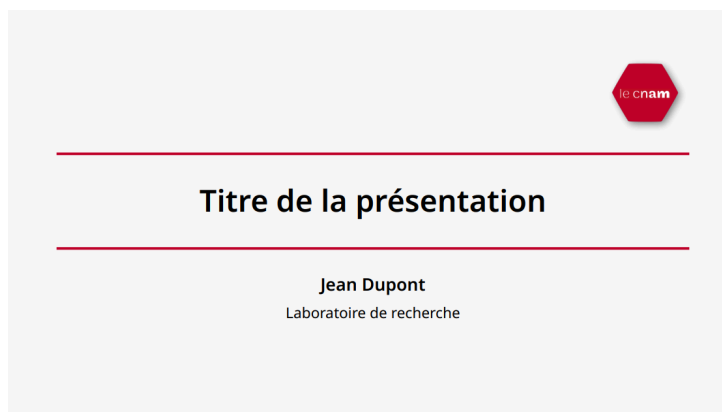 le cnam
Titre de la présentation
Jean Dupont
Laboratoire de recherche